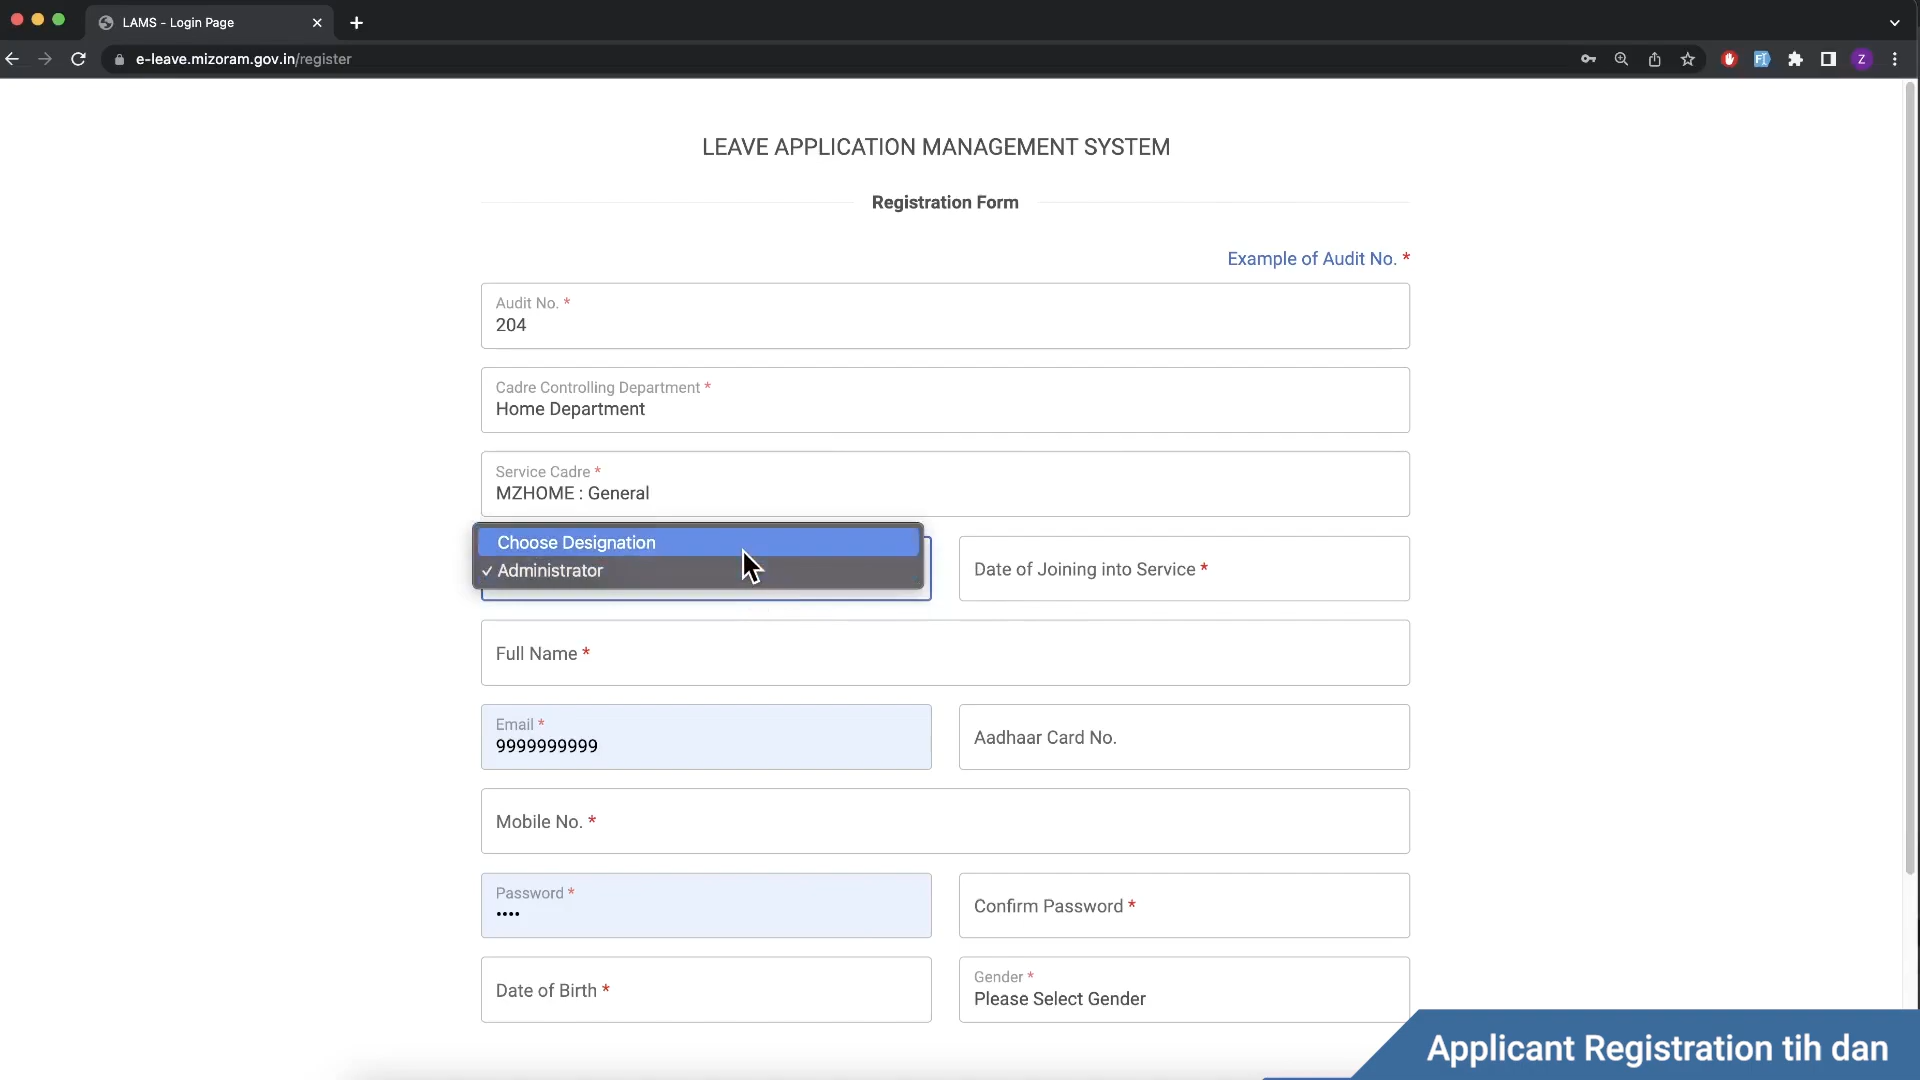 LAMS - Login Page
e-leave.mizoram.gov.in/register
Z
LEAVE APPLICATION MANAGEMENT SYSTEM
Registration Form
Example of Audit No. *
Audit No. *
204
Cadre Controlling Department *
Home Department
Service Cadre *
MZHOME : General
Choose Designation
✓ Administrator
Date of Joining into Service *
Full Name *
Email *
9999999999
Aadhaar Card No.
Mobile No. *
Password *
••••
Confirm Password *
Date of Birth *
Gender *
Please Select Gender
Applicant Registration tih dan